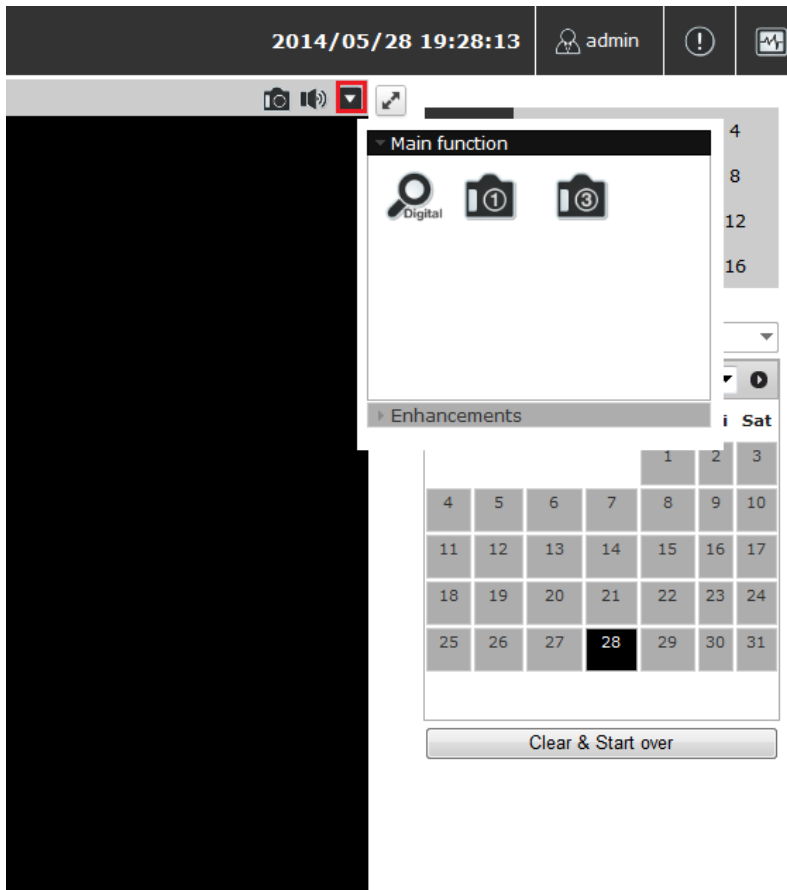 2014/05/28 19:28:13 admin
4
Main function
8
Digital 1 3
12
16
Enhancements
i Sat
1 2 3
4 5 6 7 8 9 10
11 12 13 14 15 16 17
18 19 20 21 22 23 24
25 26 27 28 29 30 31
Clear & Start over